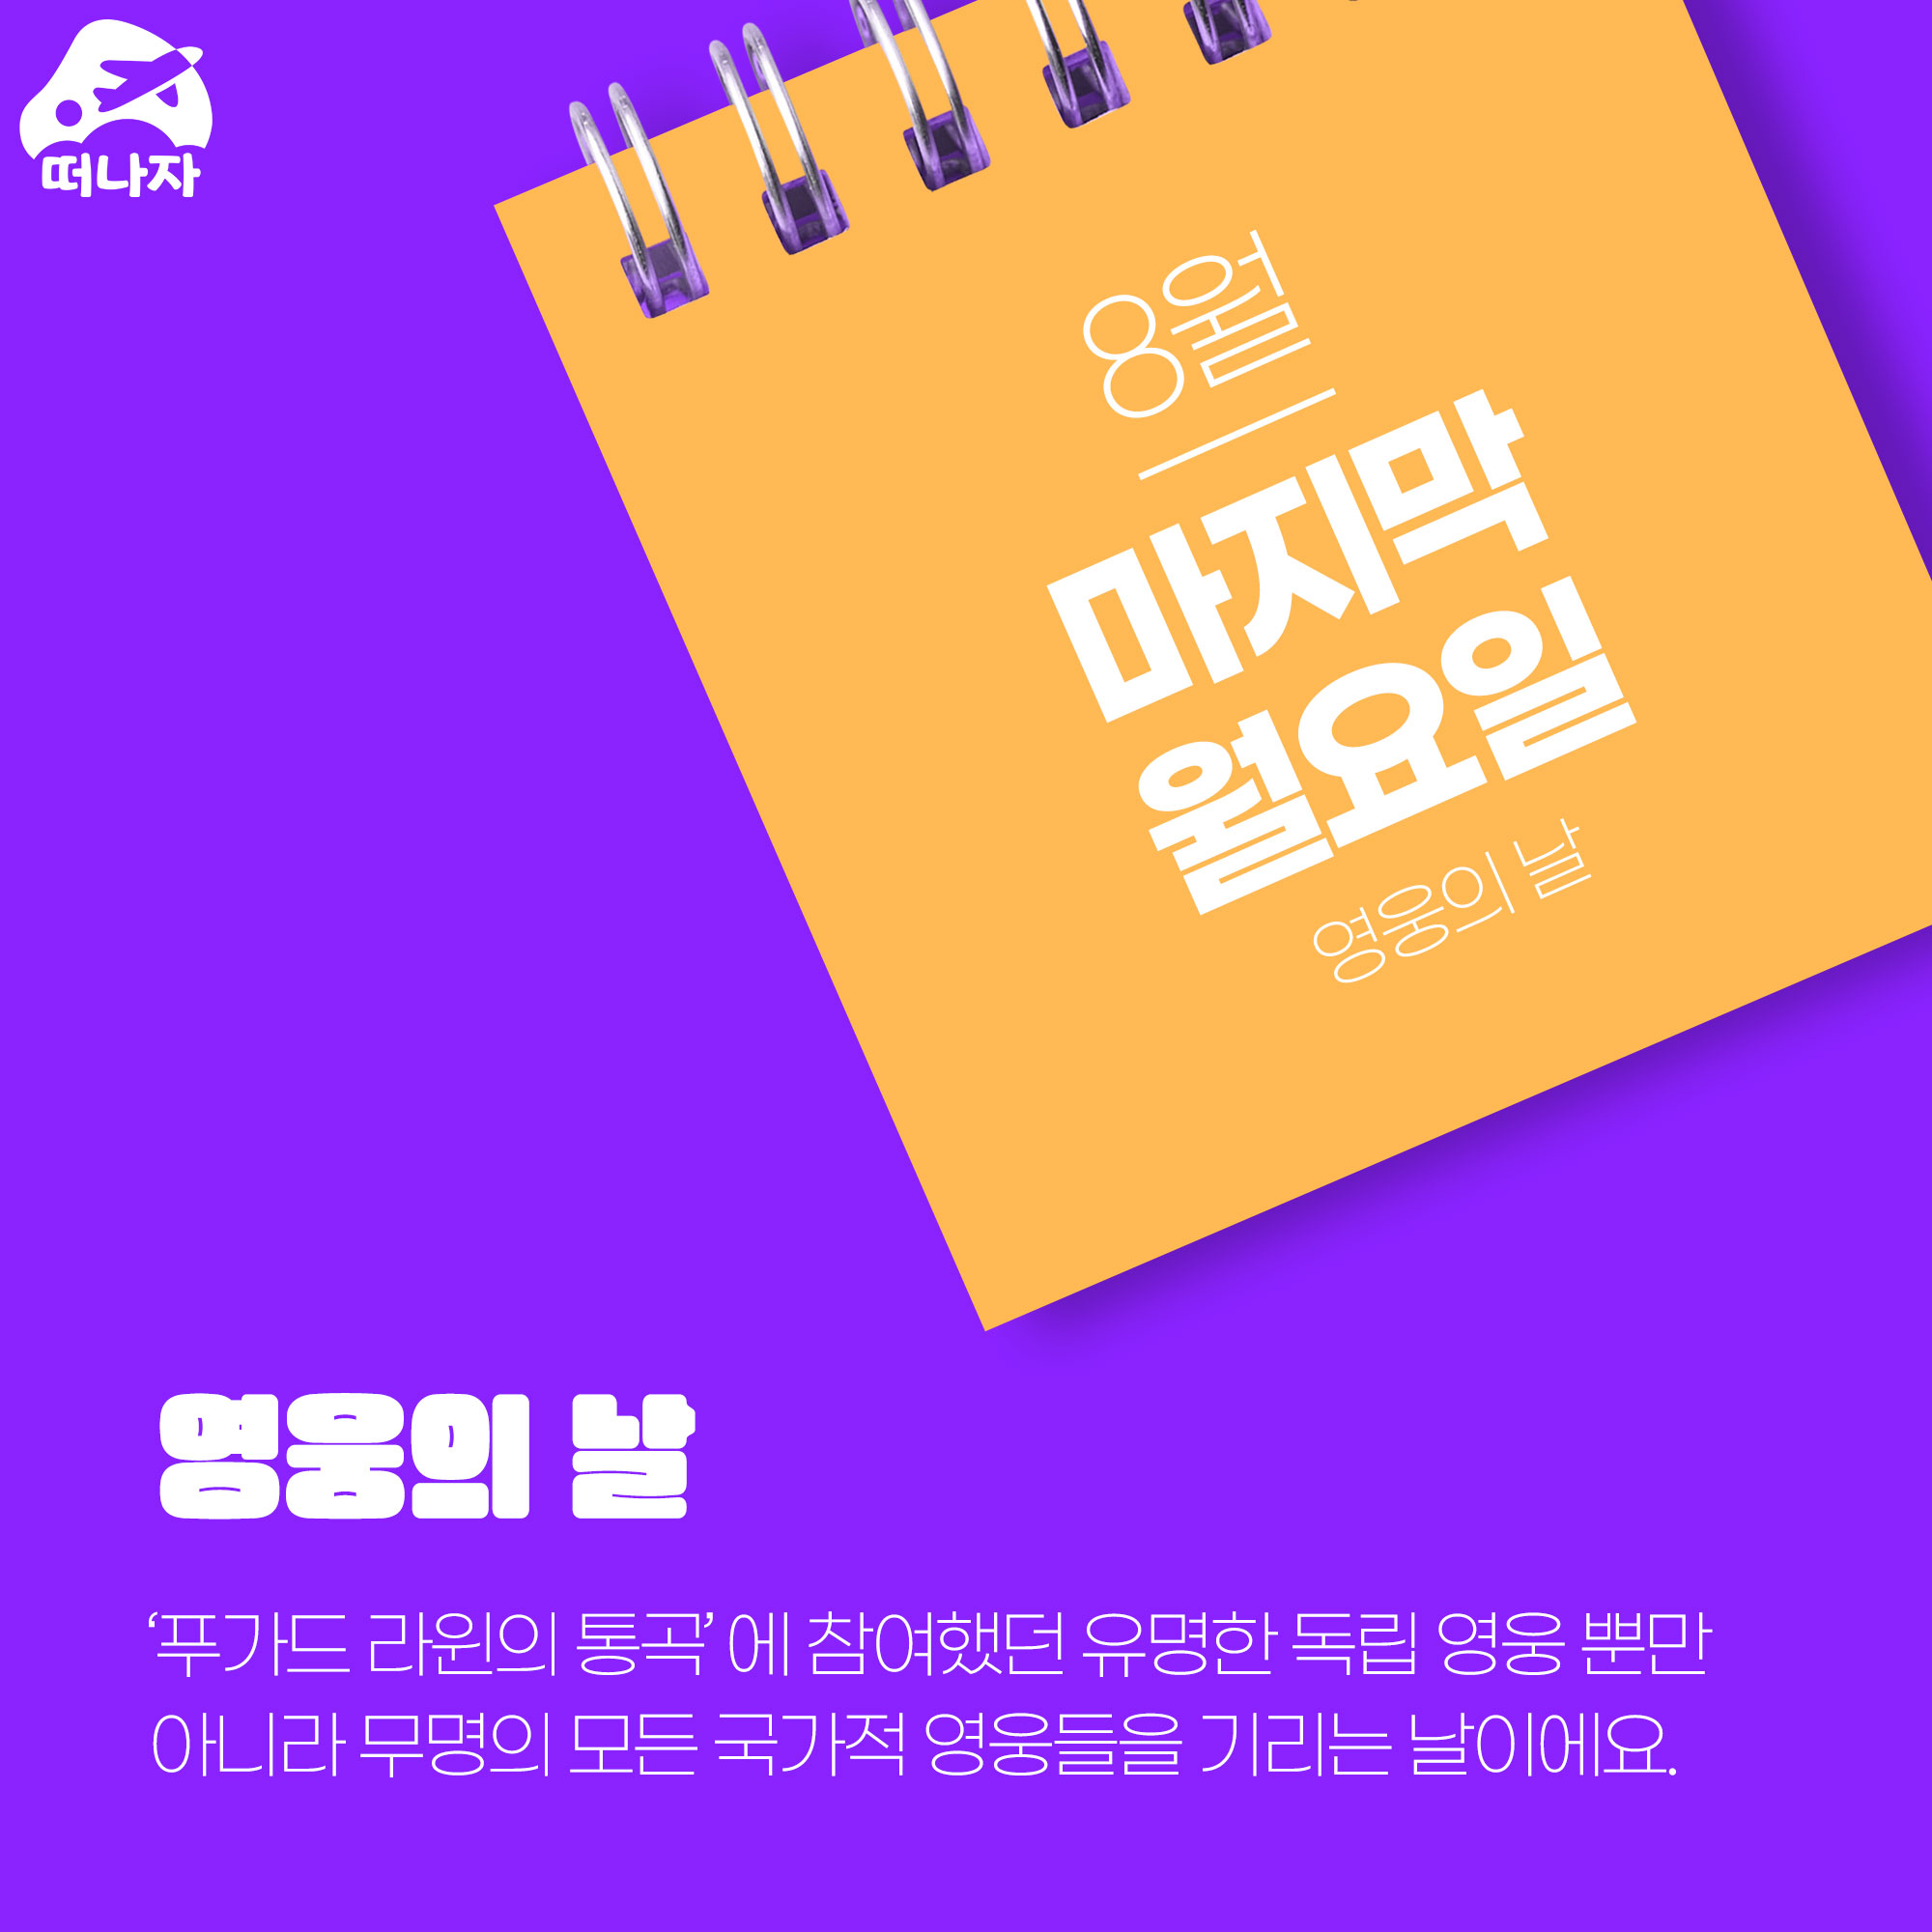 떠나자
8월
마지막
월요일
영웅의 날
영웅의 날
‘푸가드 라윈의 통곡’ 에 참여했던 유명한 독립 영웅 뿐만
아니라 무명의 모든 국가적 영웅들을 기리는 날이에요.